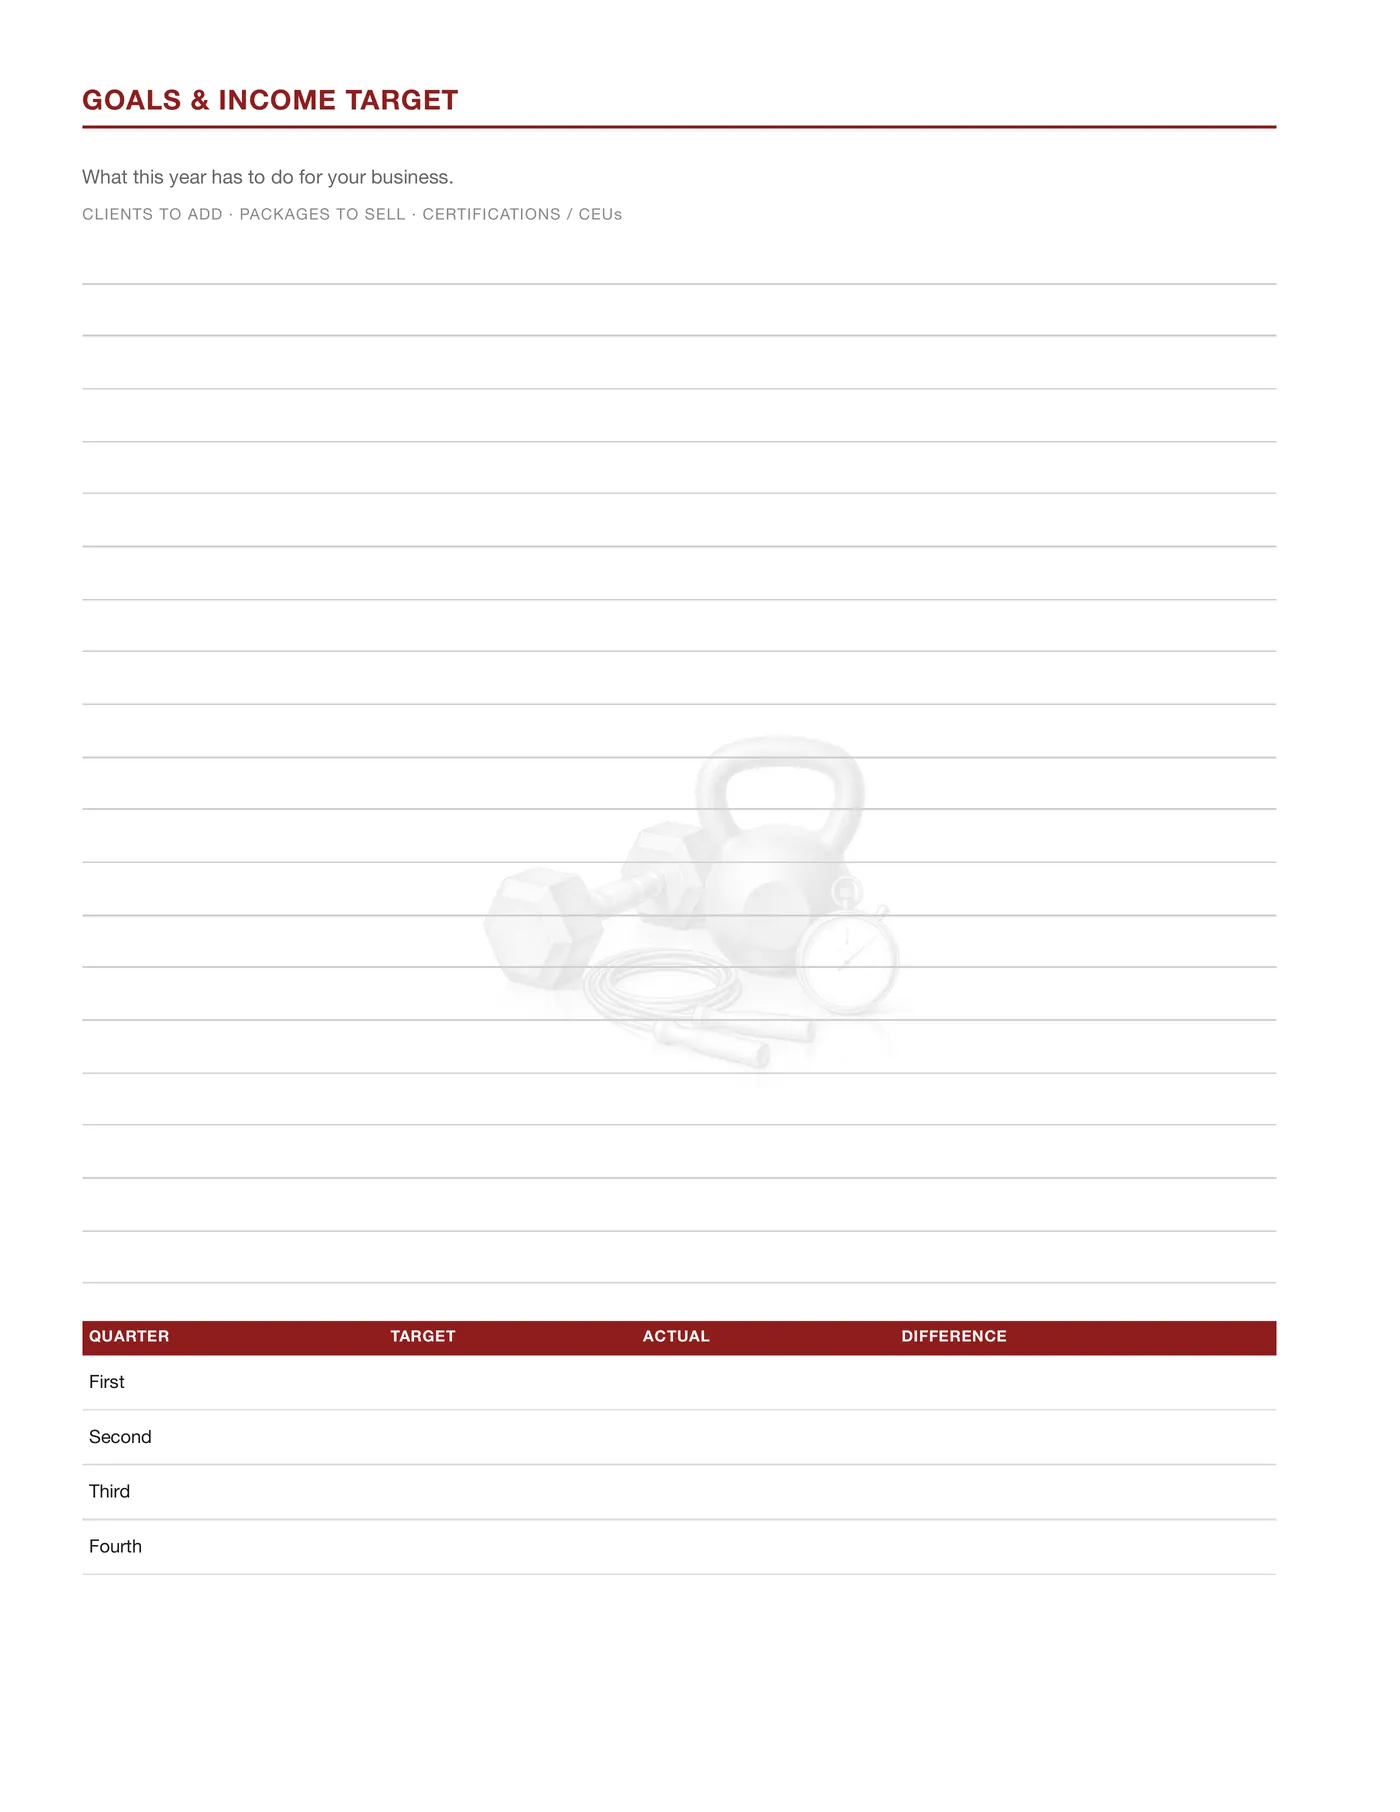 GOALS & INCOME TARGET
What this year has to do for your business.
CLIENTS TO ADD · PACKAGES TO SELL · CERTIFICATIONS / CEUs
QUARTER TARGET ACTUAL DIFFERENCE
First
Second
Third
Fourth